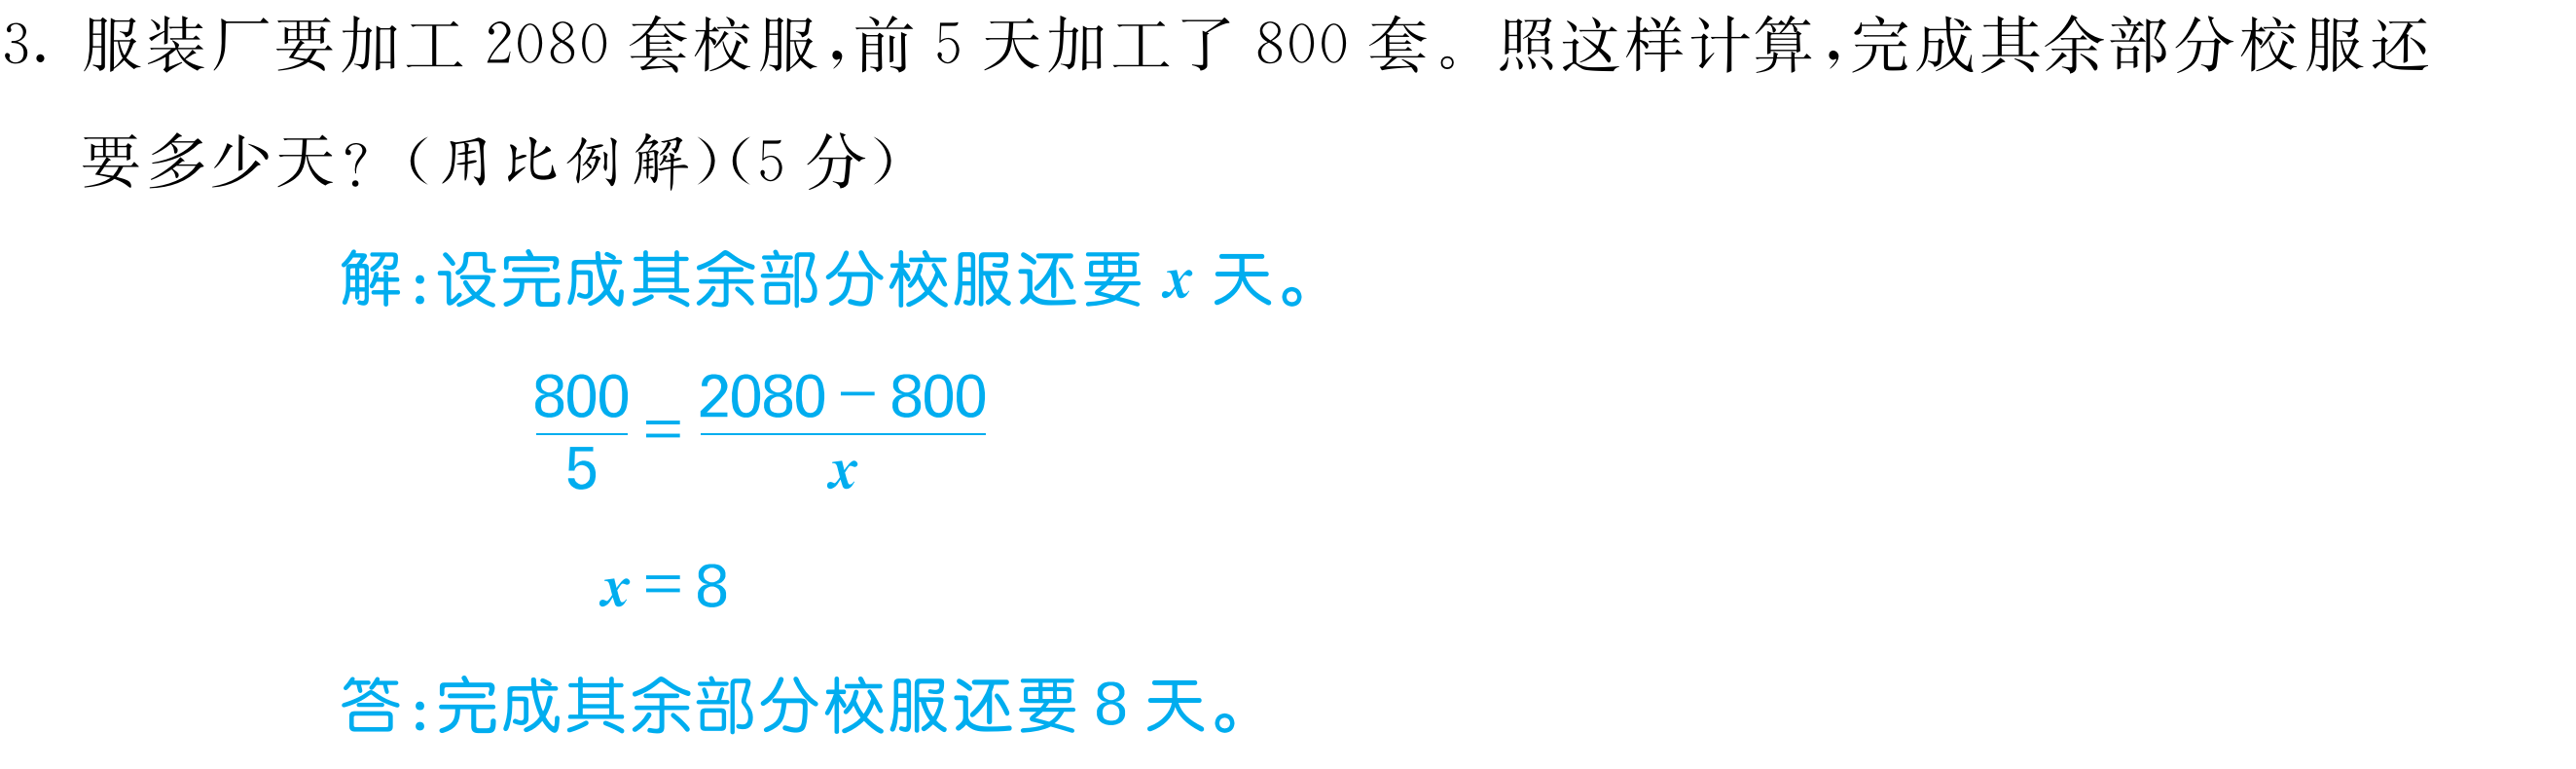 3. 服装厂要加工 2080 套校服,前 5 天加工了 800 套。照这样计算,完成其余部分校服还
要多少天?(用比例解)(5 分)
解:设完成其余部分校服还要 x 天。
800/5 = (2080 − 800)/x
x = 8
答:完成其余部分校服还要 8 天。